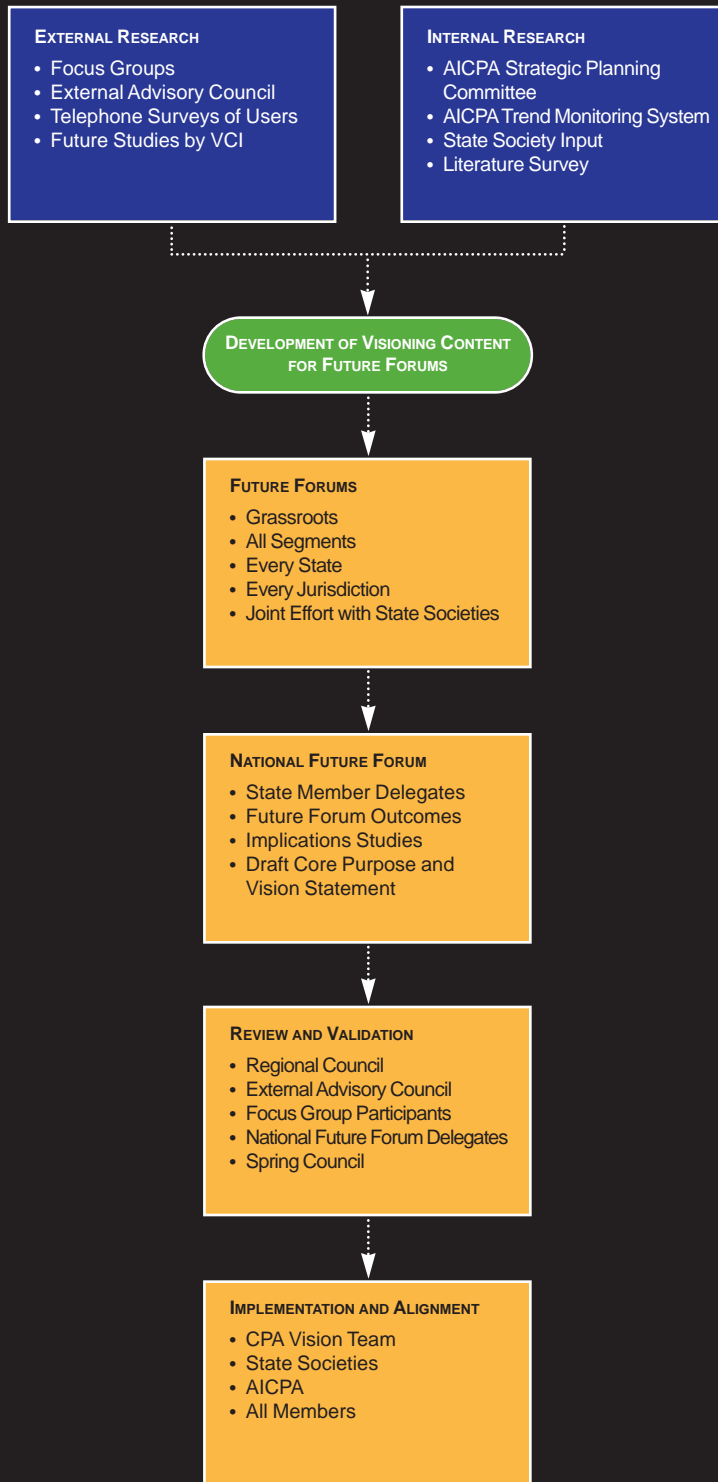 EXTERNAL RESEARCH
• Focus Groups
• External Advisory Council
• Telephone Surveys of Users
• Future Studies by VCI
INTERNAL RESEARCH
• AICPA Strategic Planning
Committee
• AICPA Trend Monitoring System
• State Society Input
• Literature Survey
DEVELOPMENT OF VISIONING CONTENT
FOR FUTURE FORUMS
FUTURE FORUMS
• Grassroots
• All Segments
• Every State
• Every Jurisdiction
• Joint Effort with State Societies
NATIONAL FUTURE FORUM
• State Member Delegates
• Future Forum Outcomes
• Implications Studies
• Draft Core Purpose and
Vision Statement
REVIEW AND VALIDATION
• Regional Council
• External Advisory Council
• Focus Group Participants
• National Future Forum Delegates
• Spring Council
IMPLEMENTATION AND ALIGNMENT
• CPA Vision Team
• State Societies
• AICPA
• All Members